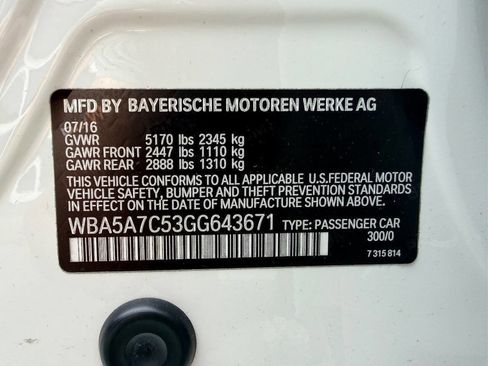 MFD BY BAYERISCHE MOTOREN WERKE AG
07/16
GVWR 5170 lbs 2345 kg
GAWR FRONT 2447 lbs 1110 kg
GAWR REAR 2888 lbs 1310 kg
THIS VEHICLE CONFORMS TO ALL APPLICABLE U.S.FEDERAL MOTOR
VEHICLE SAFETY, BUMPER AND THEFT PREVENTION STANDARDS
IN EFFECT ON THE DATE OF MANUFACTURE SHOWN ABOVE.
WBA5A7C53GG643671 TYPE: PASSENGER CAR
300/0
7 315 814